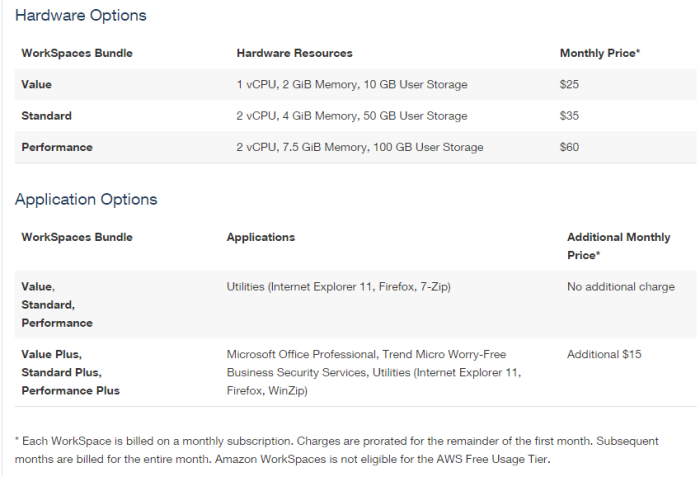 Hardware Options
WorkSpaces Bundle Hardware Resources Monthly Price*
Value 1 vCPU, 2 GiB Memory, 10 GB User Storage $25
Standard 2 vCPU, 4 GiB Memory, 50 GB User Storage $35
Performance 2 vCPU, 7.5 GiB Memory, 100 GB User Storage $60
Application Options
WorkSpaces Bundle Applications Additional Monthly
Price*
Value, Utilities (Internet Explorer 11, Firefox, 7-Zip) No additional charge
Standard,
Performance
Value Plus, Microsoft Office Professional, Trend Micro Worry-Free Additional $15
Standard Plus, Business Security Services, Utilities (Internet Explorer 11,
Performance Plus Firefox, WinZip)
* Each WorkSpace is billed on a monthly subscription. Charges are prorated for the remainder of the first month. Subsequent
months are billed for the entire month. Amazon WorkSpaces is not eligible for the AWS Free Usage Tier.